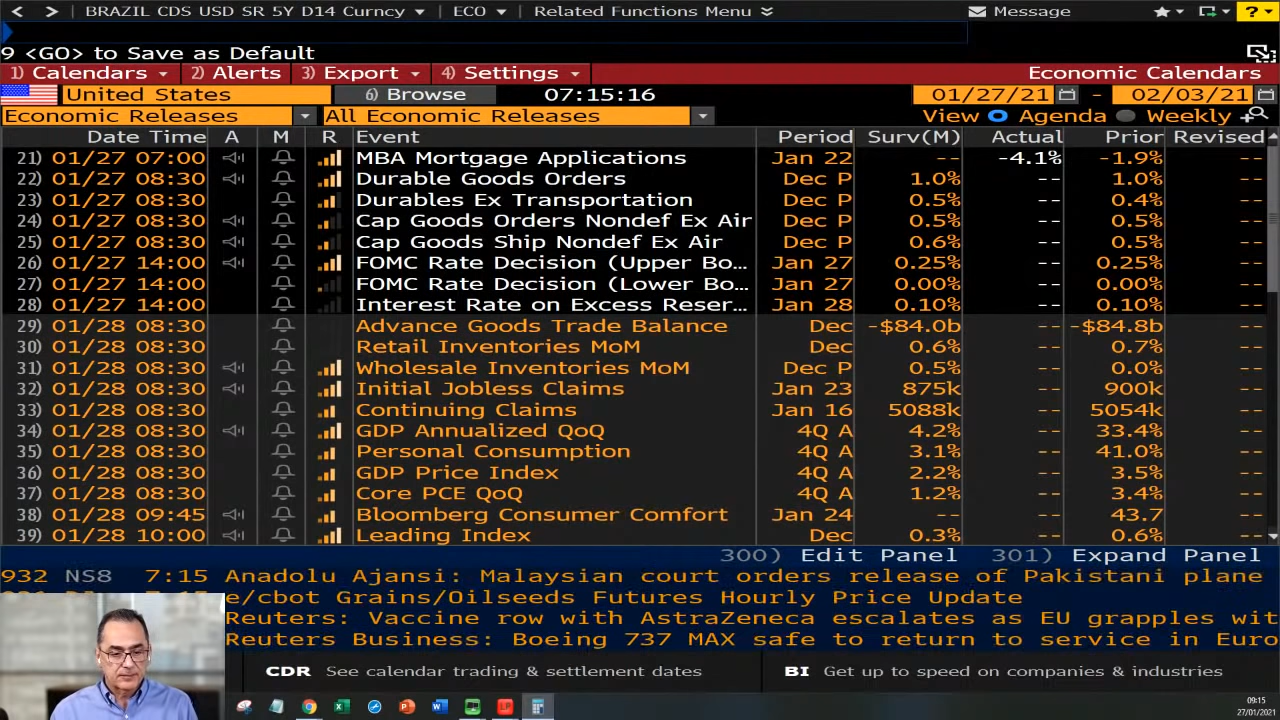 < > BRAZIL CDS USD SR 5Y D14 Curncy ECO Related Functions Menu Message ?
9 <GO> to Save as Default
1) Calendars 2) Alerts 3) Export 4) Settings Economic Calendars
United States 6) Browse 07:15:16 01/27/21 - 02/03/21
Economic Releases All Economic Releases View Agenda Weekly
Date Time A M R Event Period Surv(M) Actual Prior Revised
21) 01/27 07:00 MBA Mortgage Applications Jan 22 -- -4.1% -1.9% --
22) 01/27 08:30 Durable Goods Orders Dec P 1.0% -- 1.0% --
23) 01/27 08:30 Durables Ex Transportation Dec P 0.5% -- 0.4% --
24) 01/27 08:30 Cap Goods Orders Nondef Ex Air Dec P 0.5% -- 0.5% --
25) 01/27 08:30 Cap Goods Ship Nondef Ex Air Dec P 0.6% -- 0.5% --
26) 01/27 14:00 FOMC Rate Decision (Upper Bo... Jan 27 0.25% -- 0.25% --
27) 01/27 14:00 FOMC Rate Decision (Lower Bo... Jan 27 0.00% -- 0.00% --
28) 01/27 14:00 Interest Rate on Excess Reser... Jan 28 0.10% -- 0.10% --
29) 01/28 08:30 Advance Goods Trade Balance Dec -$84.0b -- -$84.8b --
30) 01/28 08:30 Retail Inventories MoM Dec 0.6% -- 0.7% --
31) 01/28 08:30 Wholesale Inventories MoM Dec P 0.5% -- 0.0% --
32) 01/28 08:30 Initial Jobless Claims Jan 23 875k -- 900k --
33) 01/28 08:30 Continuing Claims Jan 16 5088k -- 5054k --
34) 01/28 08:30 GDP Annualized QoQ 4Q A 4.2% -- 33.4% --
35) 01/28 08:30 Personal Consumption 4Q A 3.1% -- 41.0% --
36) 01/28 08:30 GDP Price Index 4Q A 2.2% -- 3.5% --
37) 01/28 08:30 Core PCE QoQ 4Q A 1.2% -- 3.4% --
38) 01/28 09:45 Bloomberg Consumer Comfort Jan 24 -- -- 43.7 --
39) 01/28 10:00 Leading Index Dec 0.3% -- 0.6% --
300) Edit Panel 301) Expand Panel
932 NS8 7:15 Anadolu Ajansi: Malaysian court orders release of Pakistani plane
e/cbot Grains/Oilseeds Futures Hourly Price Update
Reuters: Vaccine row with AstraZeneca escalates as EU grapples wit
Reuters Business: Boeing 737 MAX safe to return to service in Euro
CDR See calendar trading & settlement dates BI Get up to speed on companies & industries
09:15
27/01/2021